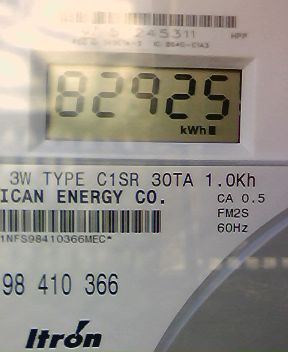 245311
82925
kWh
3W TYPE C1SR 30TA 1.0Kh
ICAN ENERGY CO.
CA 0.5
FM2S
60Hz
1NFS98410366MEC*
98 410 366
Itron